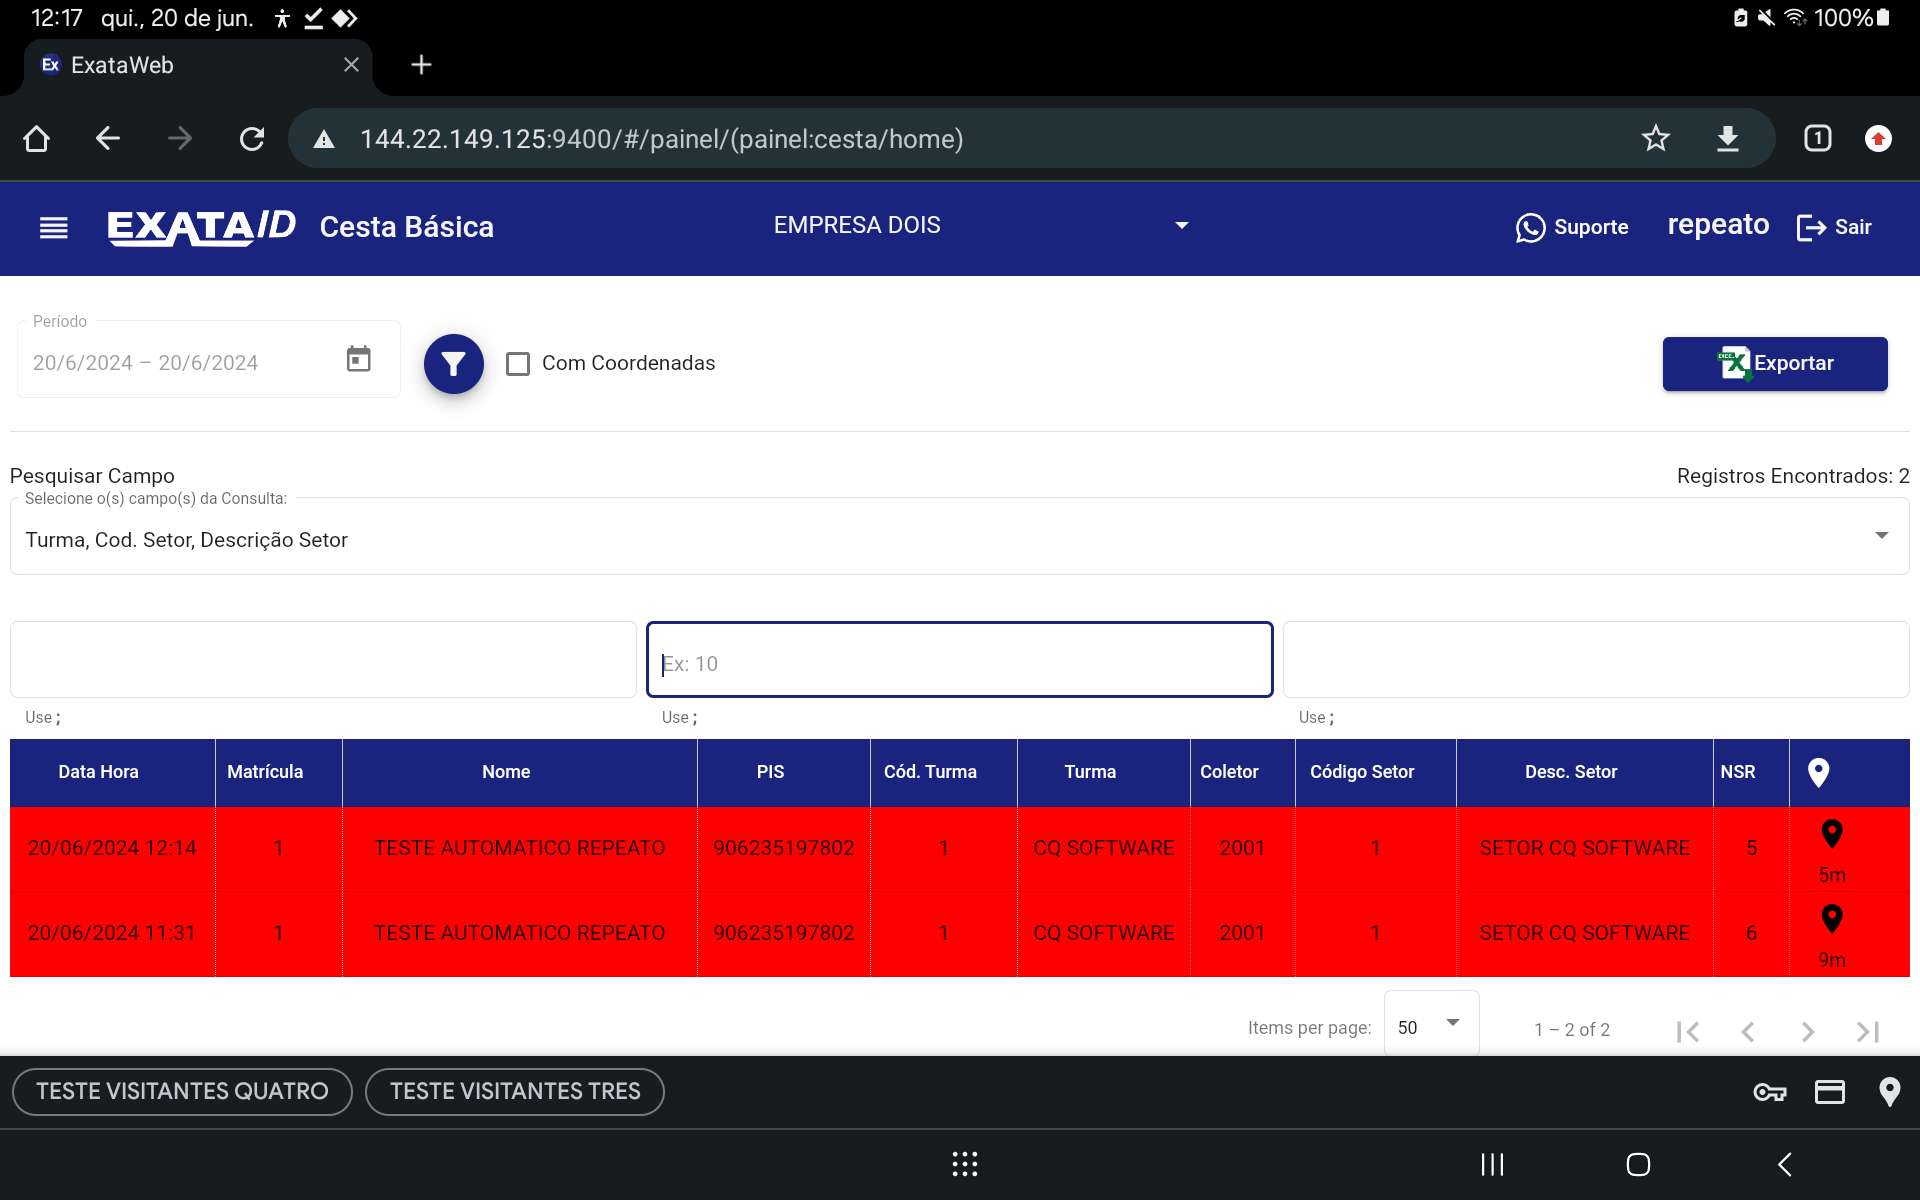 12:17 qui., 20 de jun. 100%
Ex ExataWeb
144.22.149.125:9400/#/painel/(painel:cesta/home) 1
EXATAID Cesta Básica EMPRESA DOIS Suporte repeato Sair
Período
20/6/2024 – 20/6/2024
Com Coordenadas
Exportar
Pesquisar Campo
Registros Encontrados: 2
Selecione o(s) campo(s) da Consulta:
Turma, Cod. Setor, Descrição Setor
Ex: 10
Use ; Use ; Use ;
Data Hora Matrícula Nome PIS Cód. Turma Turma Coletor Código Setor Desc. Setor NSR
20/06/2024 12:14 1 TESTE AUTOMATICO REPEATO 906235197802 1 CQ SOFTWARE 2001 1 SETOR CQ SOFTWARE 5 5m
20/06/2024 11:31 1 TESTE AUTOMATICO REPEATO 906235197802 1 CQ SOFTWARE 2001 1 SETOR CQ SOFTWARE 6 9m
Items per page: 50 1 – 2 of 2
TESTE VISITANTES QUATRO TESTE VISITANTES TRES